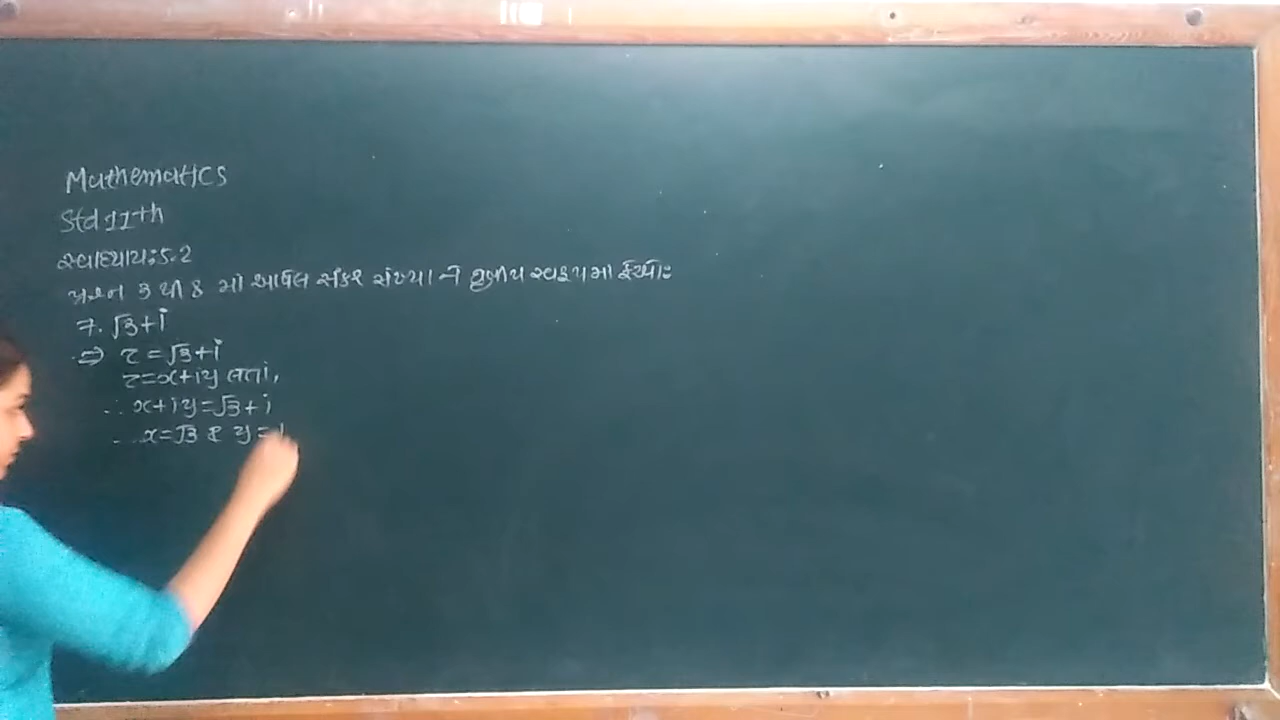 Mathematics
Std 11th
સ્વાધ્યાય: 5.2
પ્રશ્ન 3 થી 8 માં આપેલ સંકર સંખ્યા ને ધ્રુવીય સ્વરૂપમાં ફેરવો:
7. √3+i
⇒ z=√3+i
z=x+iy લેતાં,
∴ x+iy=√3+i
∴ x=√3 & y=1